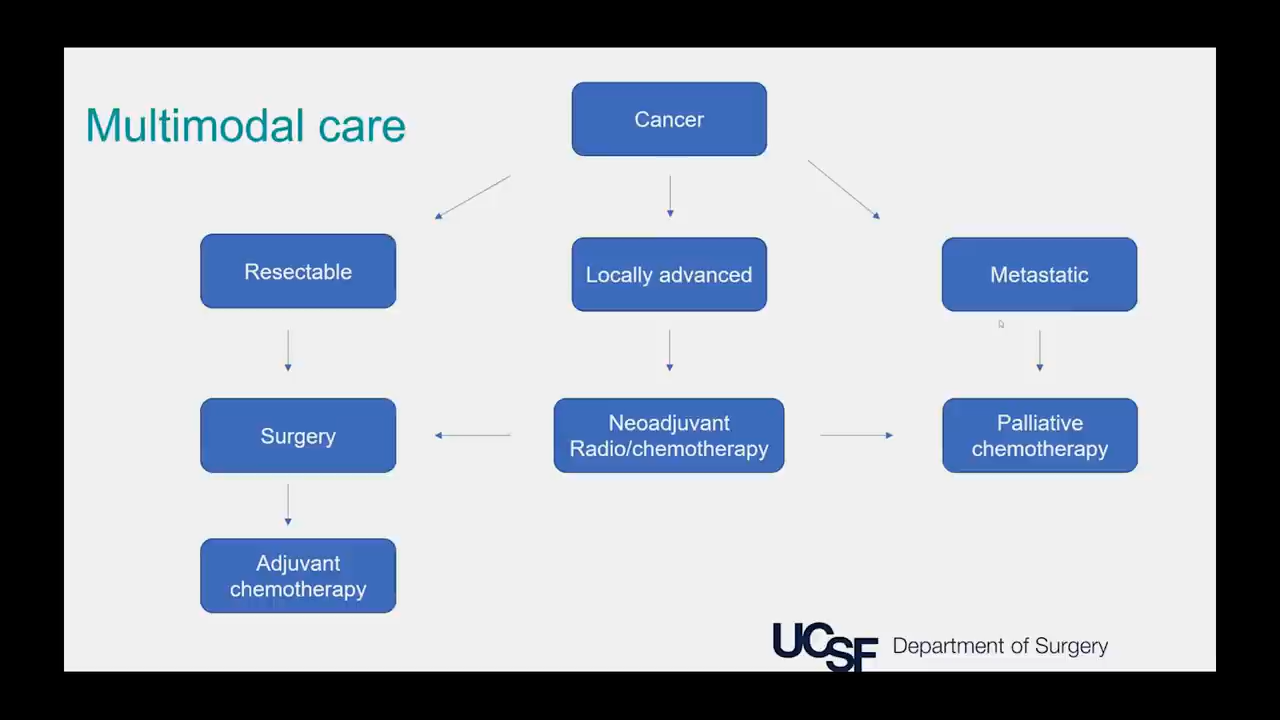 Multimodal care
Cancer
Resectable
Locally advanced
Metastatic
Surgery
Neoadjuvant
Radio/chemotherapy
Palliative
chemotherapy
Adjuvant
chemotherapy
UCSF Department of Surgery